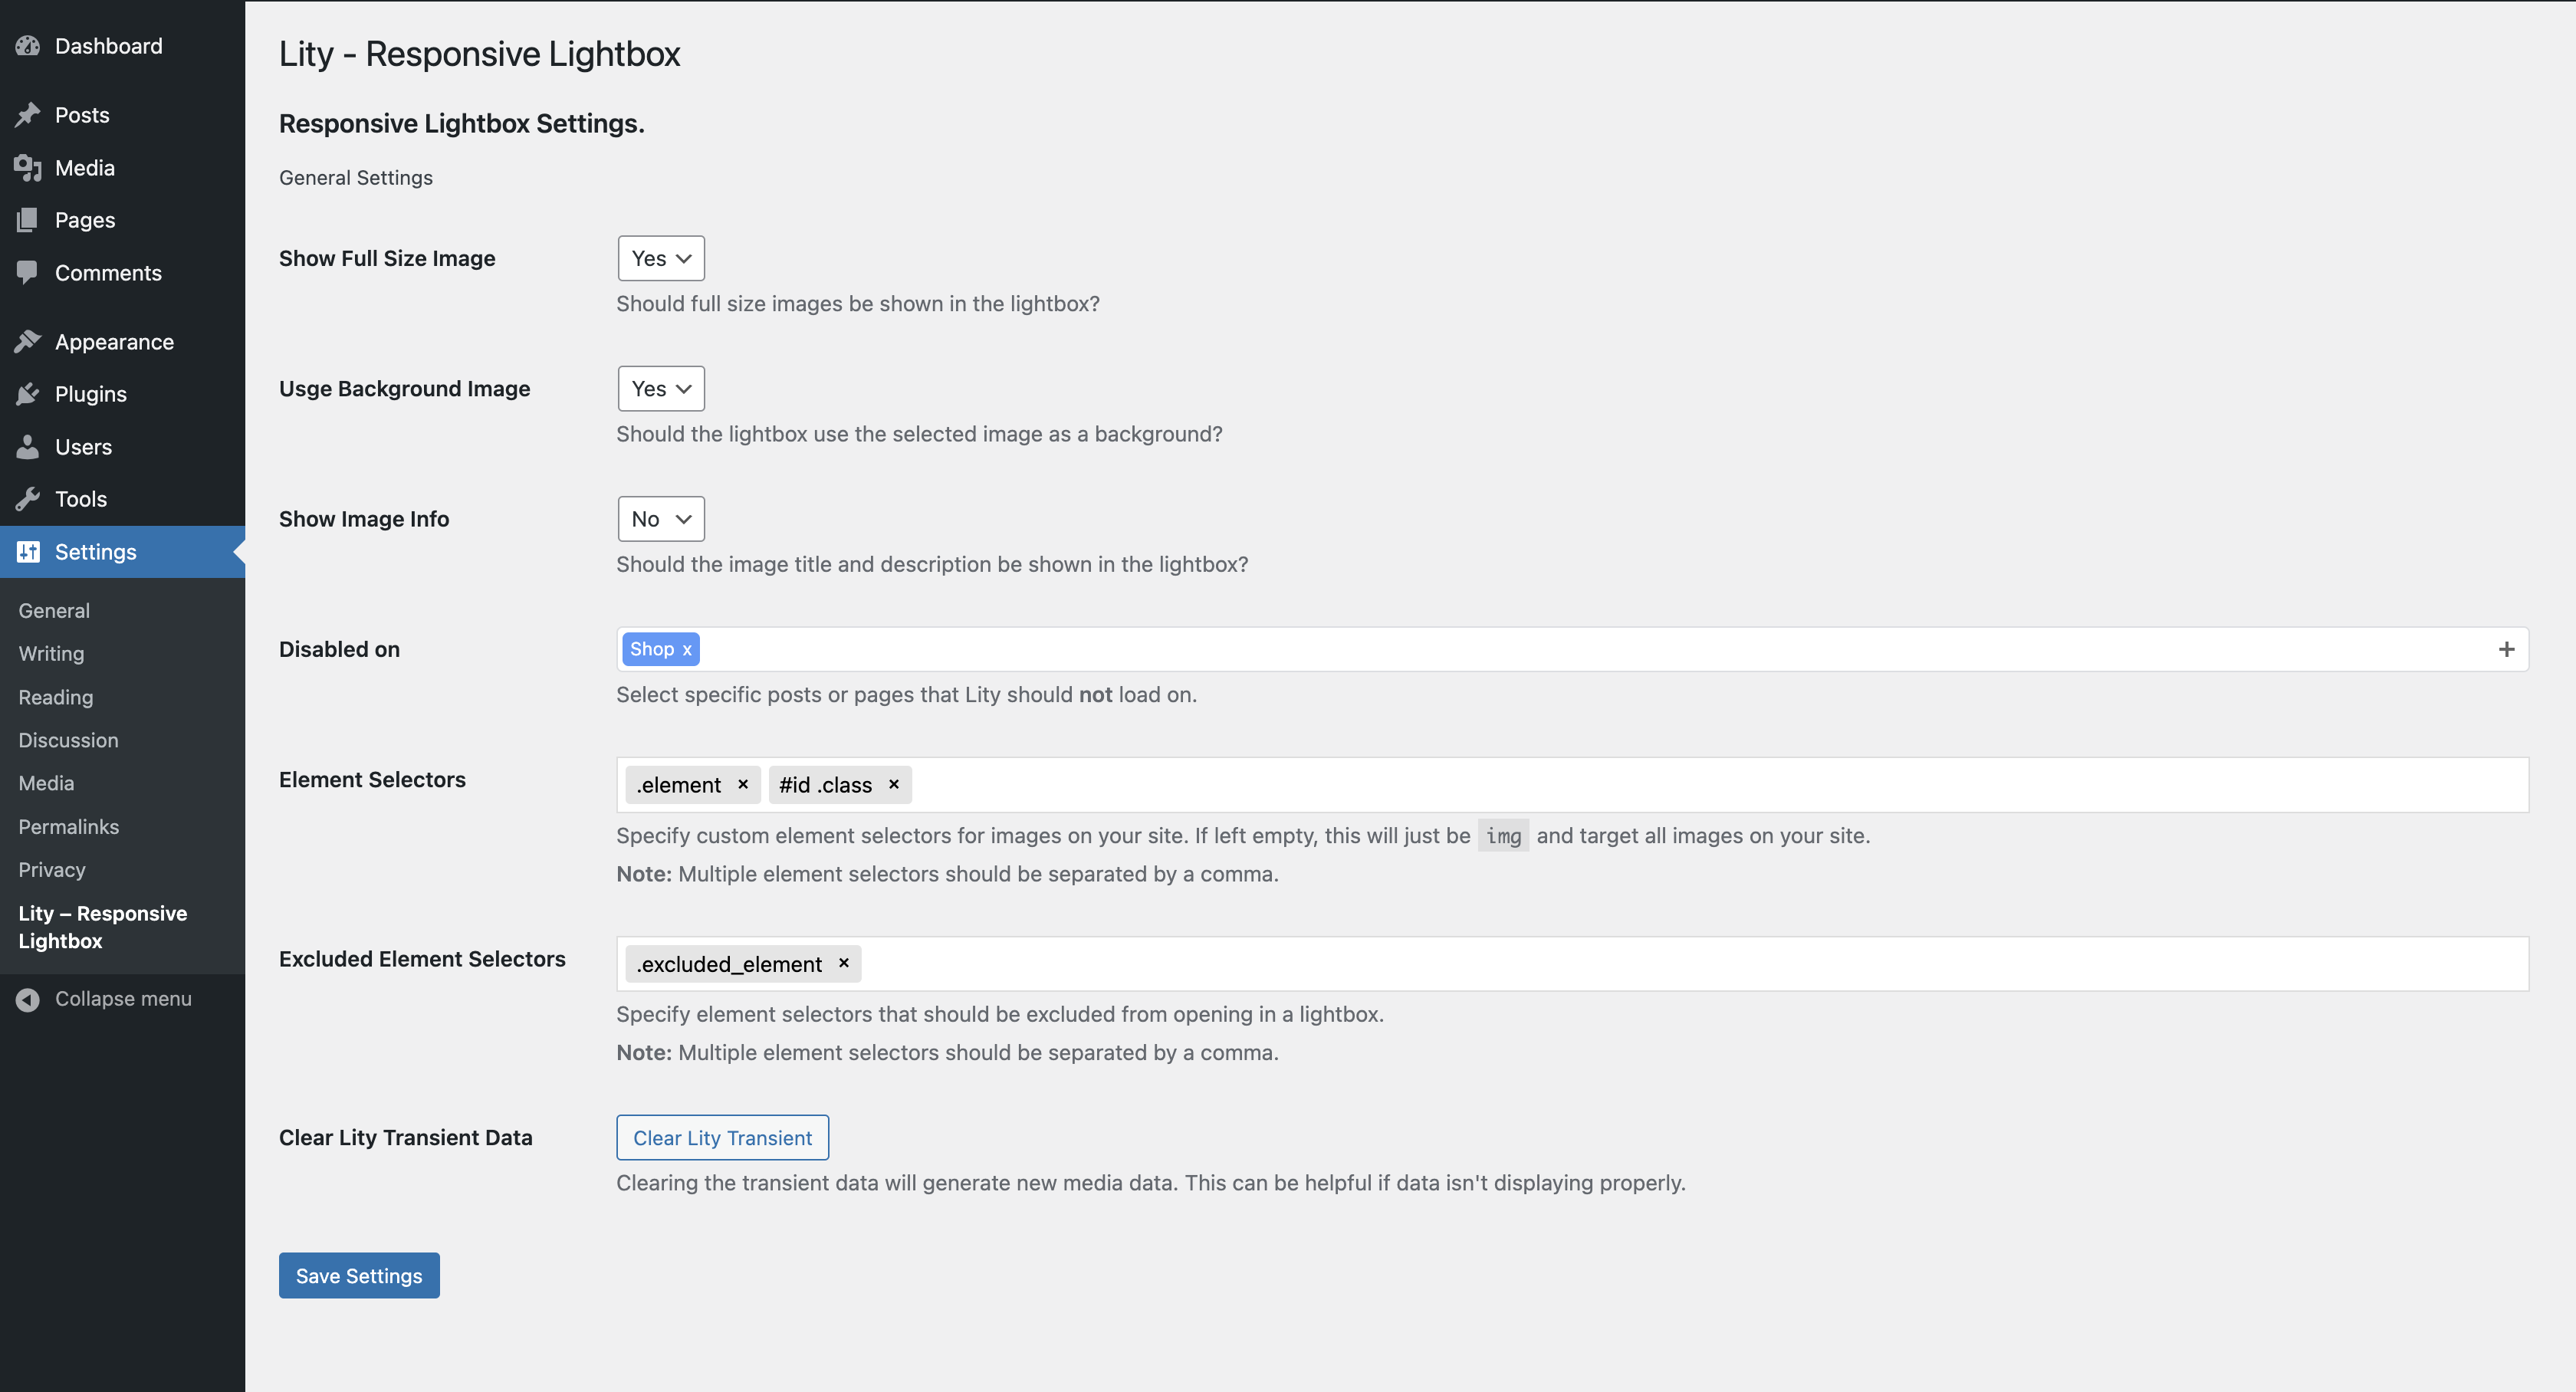 Dashboard
Posts
Media
Pages
Comments
Appearance
Plugins
Users
Tools
Settings
General
Writing
Reading
Discussion
Media
Permalinks
Privacy
Lity – Responsive
Lightbox
Collapse menu
Lity - Responsive Lightbox
Responsive Lightbox Settings.
General Settings
Show Full Size Image
Yes
Should full size images be shown in the lightbox?
Usge Background Image
Yes
Should the lightbox use the selected image as a background?
Show Image Info
No
Should the image title and description be shown in the lightbox?
Disabled on
Shop x
+
Select specific posts or pages that Lity should not load on.
Element Selectors
.element × #id .class ×
Specify custom element selectors for images on your site. If left empty, this will just be img and target all images on your site.
Note: Multiple element selectors should be separated by a comma.
Excluded Element Selectors
.excluded_element ×
Specify element selectors that should be excluded from opening in a lightbox.
Note: Multiple element selectors should be separated by a comma.
Clear Lity Transient Data
Clear Lity Transient
Clearing the transient data will generate new media data. This can be helpful if data isn't displaying properly.
Save Settings